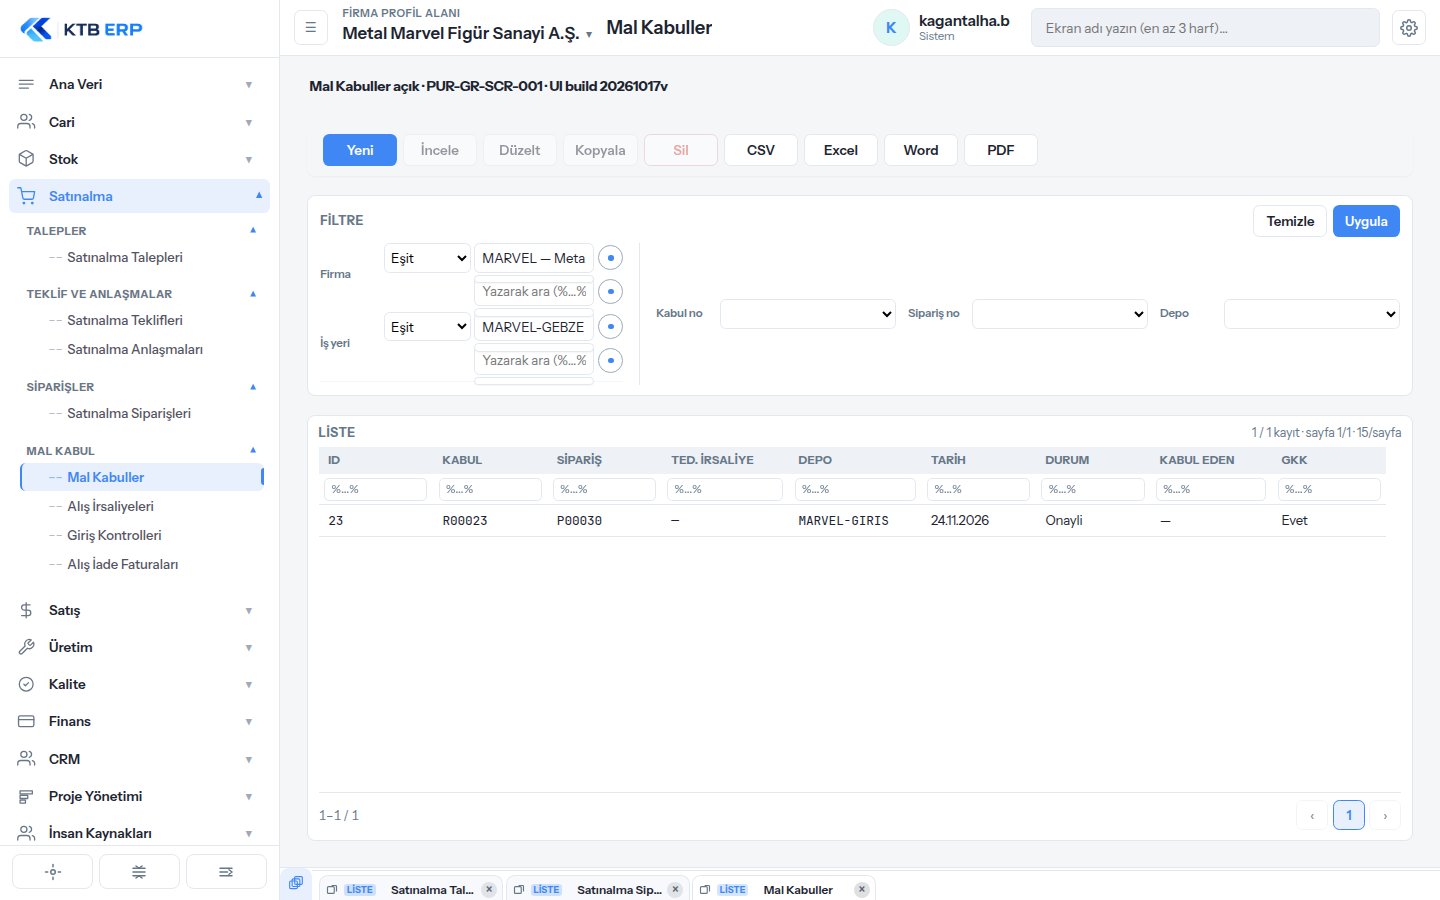 KTB ERP
Ana Veri
Cari
Stok
Satınalma
TALEPLER
Satınalma Talepleri
TEKLİF VE ANLAŞMALAR
Satınalma Teklifleri
Satınalma Anlaşmaları
SİPARİŞLER
Satınalma Siparişleri
MAL KABUL
Mal Kabuller
Alış İrsaliyeleri
Giriş Kontrolleri
Alış İade Faturaları
Satış
Üretim
Kalite
Finans
CRM
Proje Yönetimi
İnsan Kaynakları
FİRMA PROFİL ALANI
Metal Marvel Figür Sanayi A.Ş. Mal Kabuller
K kagantalha.b
Sistem
Ekran adı yazın (en az 3 harf)...
Mal Kabuller açık · PUR-GR-SCR-001 · UI build 20261017v
Yeni İncele Düzelt Kopyala Sil CSV Excel Word PDF
FİLTRE Temizle Uygula
Firma Eşit MARVEL — Meta
Yazarak ara (%...%
İş yeri Eşit MARVEL-GEBZE
Yazarak ara (%...%
Kabul no Sipariş no Depo
LİSTE 1 / 1 kayıt · sayfa 1/1 · 15/sayfa
ID KABUL SİPARİŞ TED. İRSALİYE DEPO TARİH DURUM KABUL EDEN GKK
%...% %...% %...% %...% %...% %...% %...% %...% %...%
23 R00023 P00030 — MARVEL-GIRIS 24.11.2026 Onayli — Evet
1–1 / 1 ‹ 1 ›
LİSTE Satınalma Tal... × LİSTE Satınalma Sip... × LİSTE Mal Kabuller ×